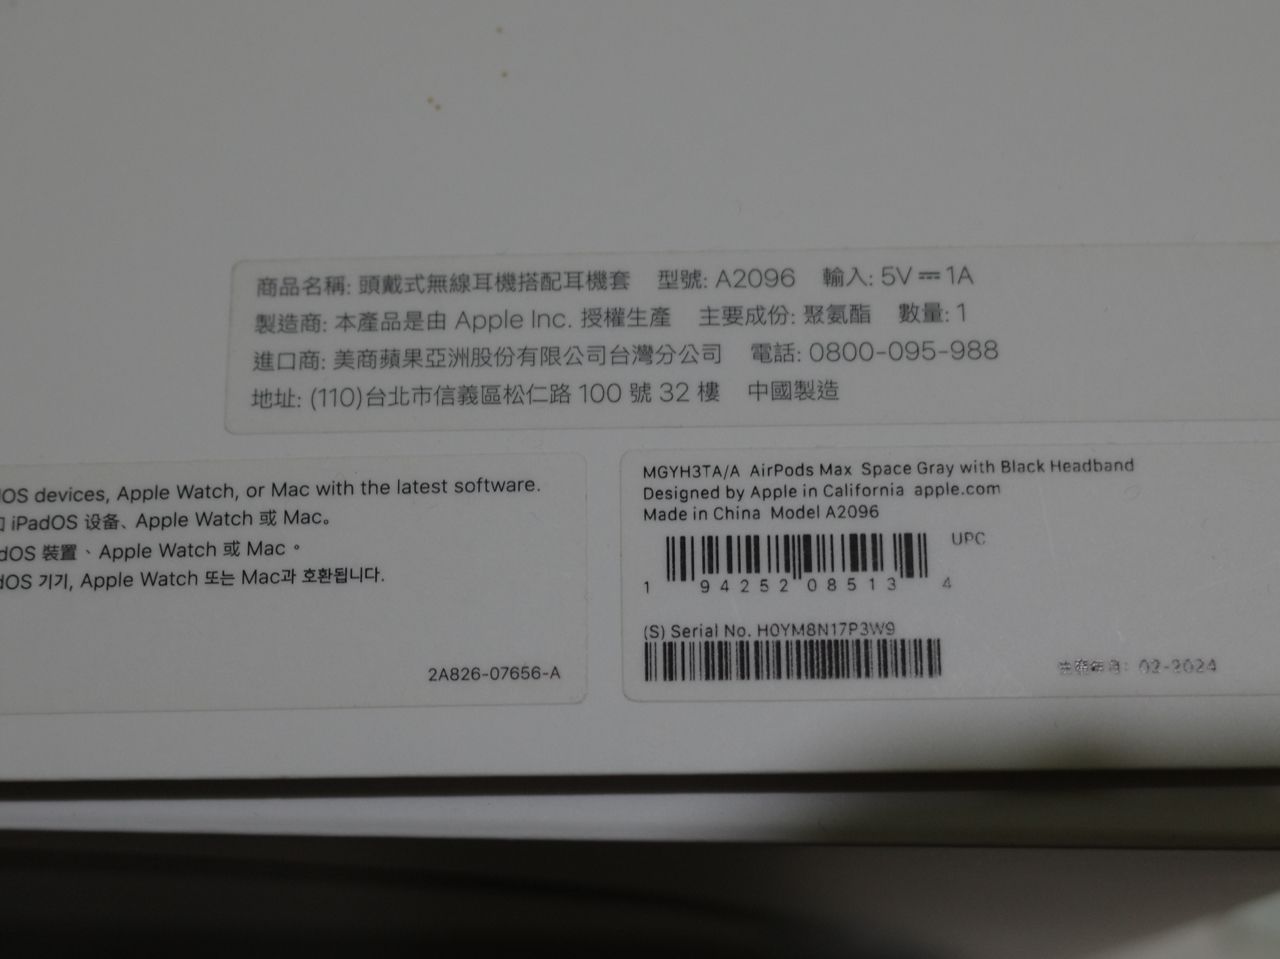 商品名稱: 頭戴式無線耳機搭配耳機套 型號: A2096 輸入: 5V⎓1A
製造商: 本產品是由 Apple Inc. 授權生產 主要成份: 聚氨酯 數量: 1
進口商: 美商蘋果亞洲股份有限公司台灣分公司 電話: 0800-095-988
地址: (110)台北市信義區松仁路 100 號 32 樓 中國製造
dOS devices, Apple Watch, or Mac with the latest software.
iPadOS 设备、Apple Watch 或 Mac。
dOS 裝置、Apple Watch 或 Mac。
dOS 기기, Apple Watch 또는 Mac과 호환됩니다.
2A826-07656-A
MGYH3TA/A AirPods Max Space Gray with Black Headband
Designed by Apple in California apple.com
Made in China Model A2096
UPC
1 94252 08513 4
(S) Serial No. H0YM8N17P3W9
生產年月: 02-2024